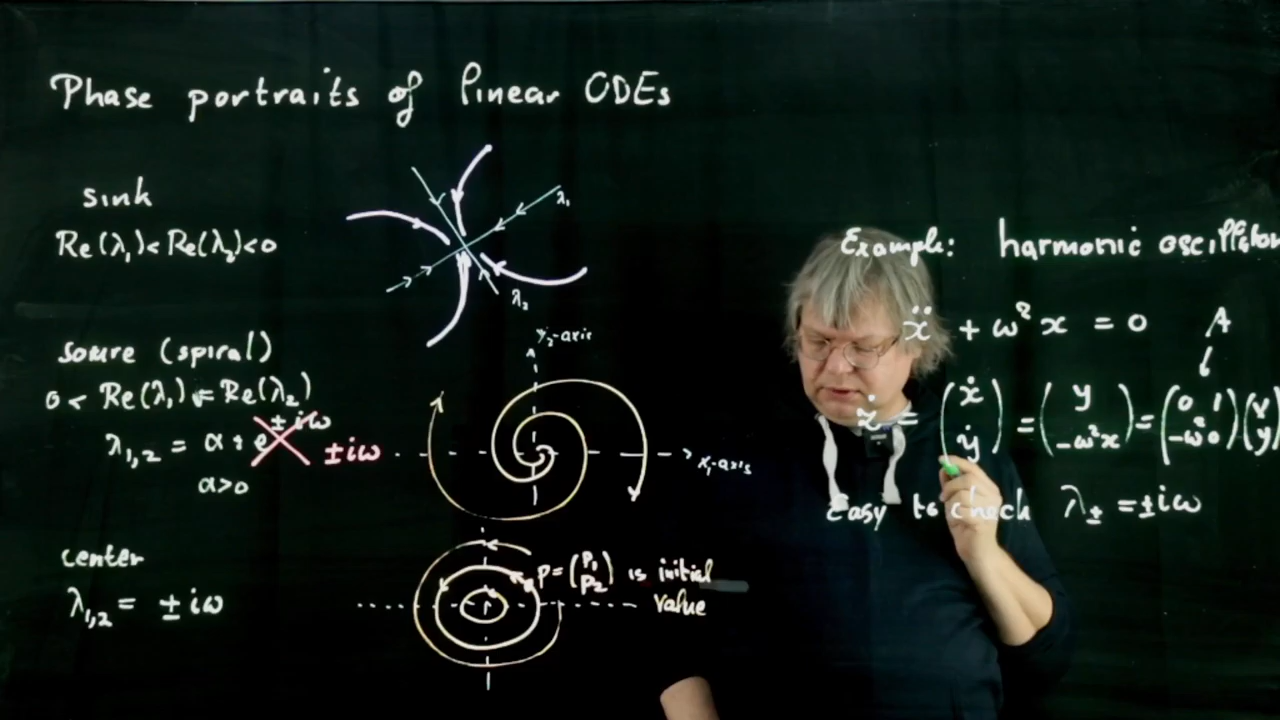 Phase portraits of linear ODEs
sink
Re(λ₁)<Re(λ₂)<0
λ₁
λ₂
Source (spiral)
0 < Re(λ₁) = Re(λ₂)
λ₁,₂ = α ± iω
α>0
x₂-axis
x₁-axis
center
λ₁,₂ = ± iω
p = (p₁ p₂) is initial
value
Example: harmonic oscillator
ẍ + ω² x = 0
A
ż = (ẋ ẏ) = (y -ω²x) = (0 1 -ω² 0)(x y)
Easy to check λ± = ±iω